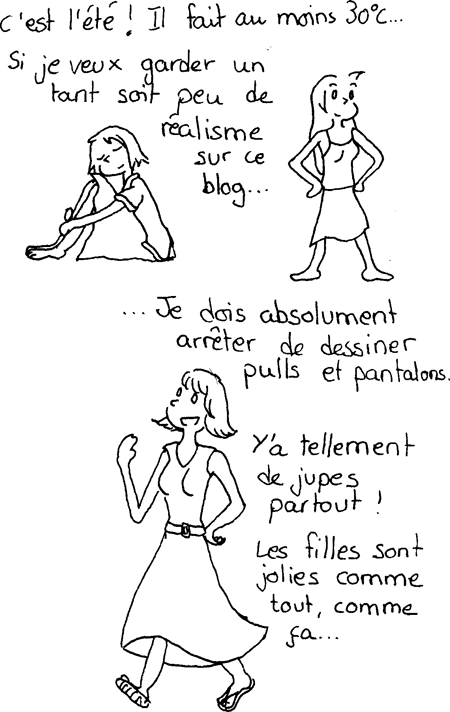 c'est l'été ! Il fait au moins 30°c...
Si je veux garder un
tant soit peu de
réalisme
sur ce
blog...
... Je dois absolument
arrêter de dessiner
pulls et pantalons.
Y'a tellement
de jupes
partout !
Les filles sont
jolies comme
tout, comme
ça...